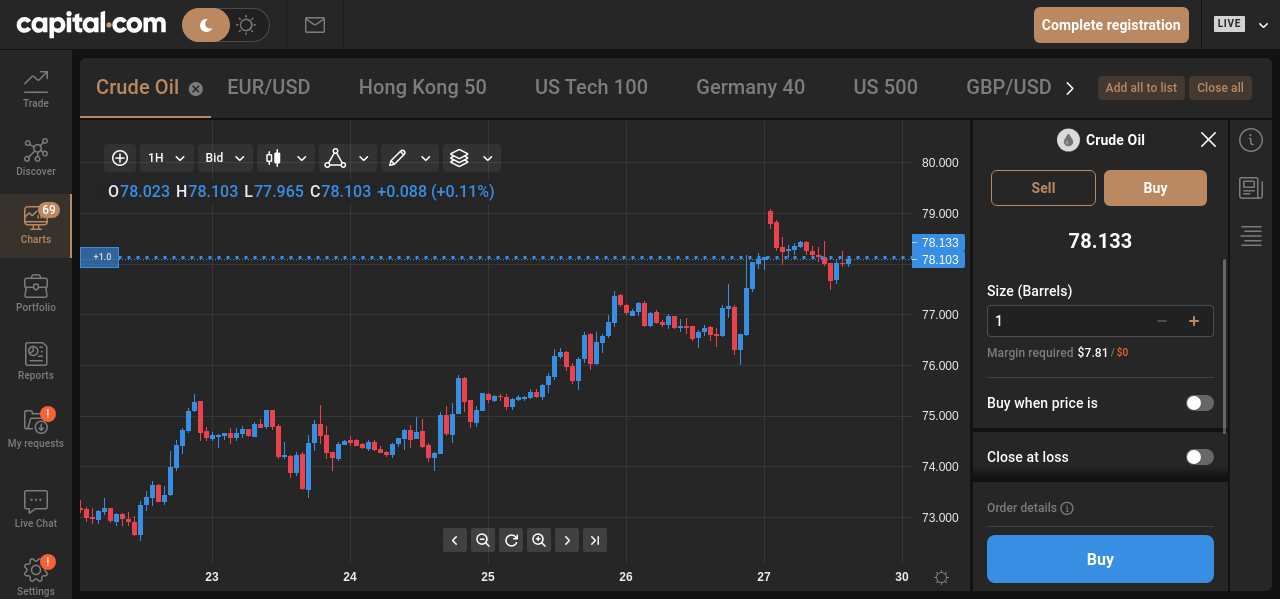 capital.com
Complete registration
LIVE
Trade
Discover
69
Charts
Portfolio
Reports
!
My requests
Live Chat
!
Settings
Crude Oil
EUR/USD
Hong Kong 50
US Tech 100
Germany 40
US 500
GBP/USD
Add all to list
Close all
1H
Bid
O78.023 H78.103 L77.965 C78.103 +0.088 (+0.11%)
+1.0
80.000
79.000
78.133
78.103
77.000
76.000
75.000
74.000
73.000
23
24
25
26
27
30
Crude Oil
Sell
Buy
78.133
Size (Barrels)
1
Margin required $7.81 / $0
Buy when price is
Close at loss
Order details
Buy